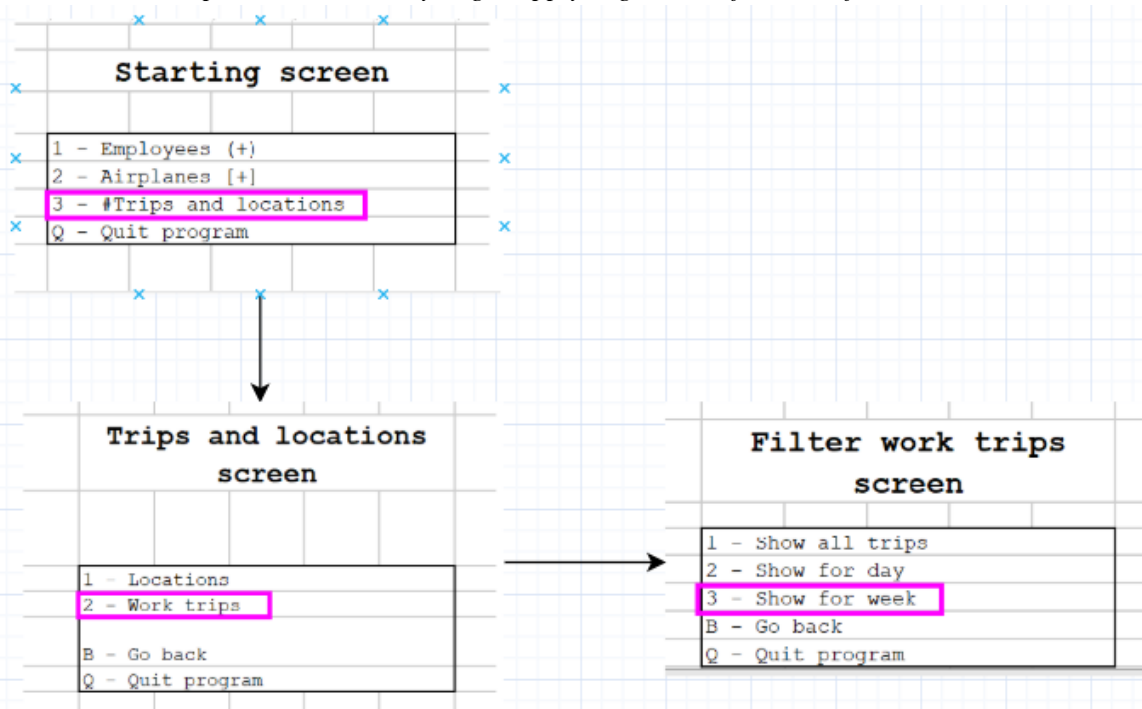 Starting screen
1 - Employees (+)
2 - Airplanes [+]
3 - #Trips and locations
Q - Quit program
Trips and locations
screen
1 - Locations
2 - Work trips
B - Go back
Q - Quit program
Filter work trips
screen
1 - Show all trips
2 - Show for day
3 - Show for week
B - Go back
Q - Quit program